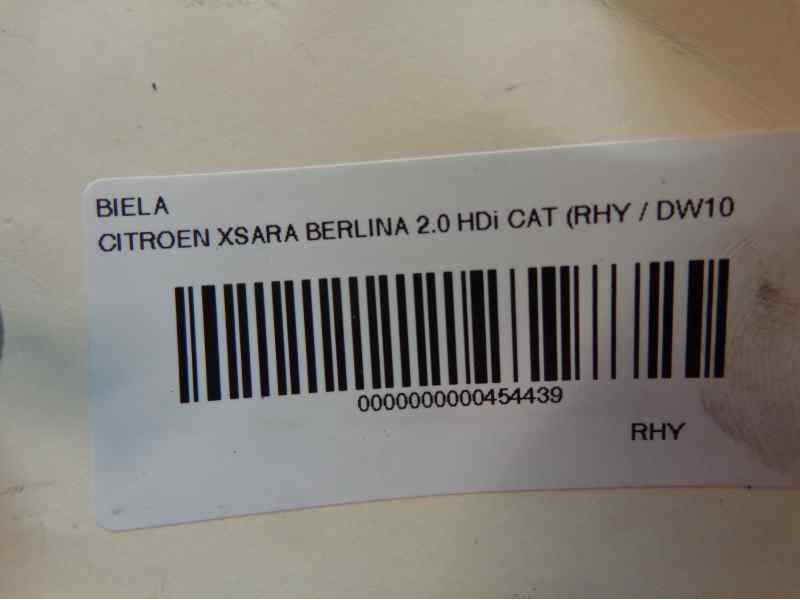 BIELA
CITROEN XSARA BERLINA 2.0 HDi CAT (RHY / DW10
0000000000454439
RHY